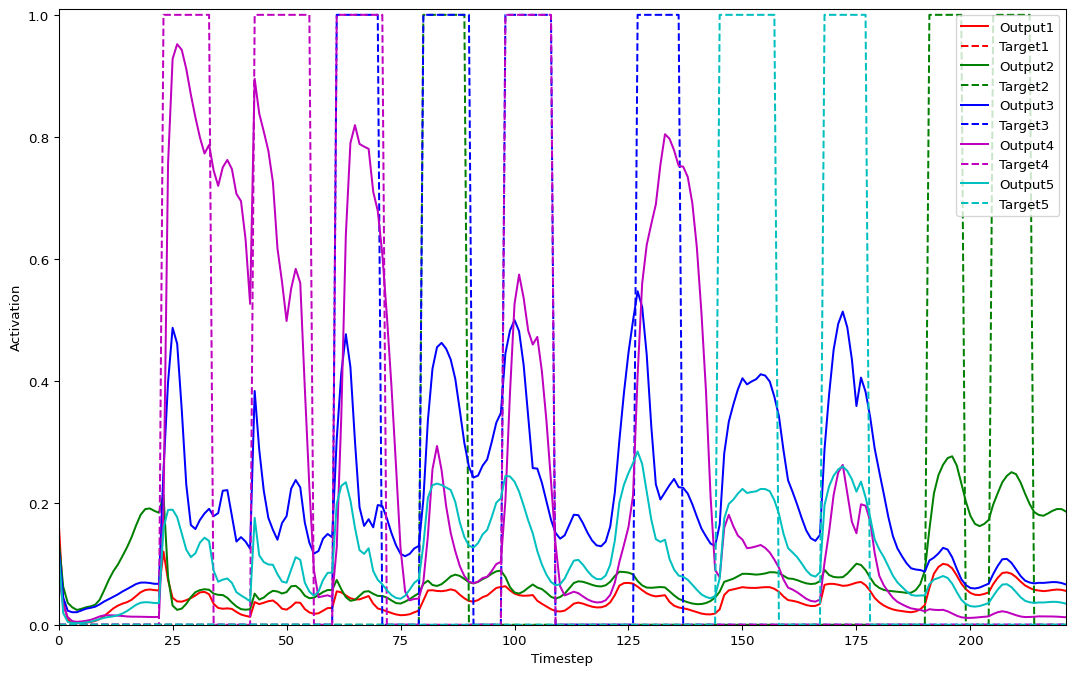 1.0
0.8
0.6
0.4
0.2
0.0
Activation
0 25 50 75 100 125 150 175 200
Timestep
Output1
Target1
Output2
Target2
Output3
Target3
Output4
Target4
Output5
Target5